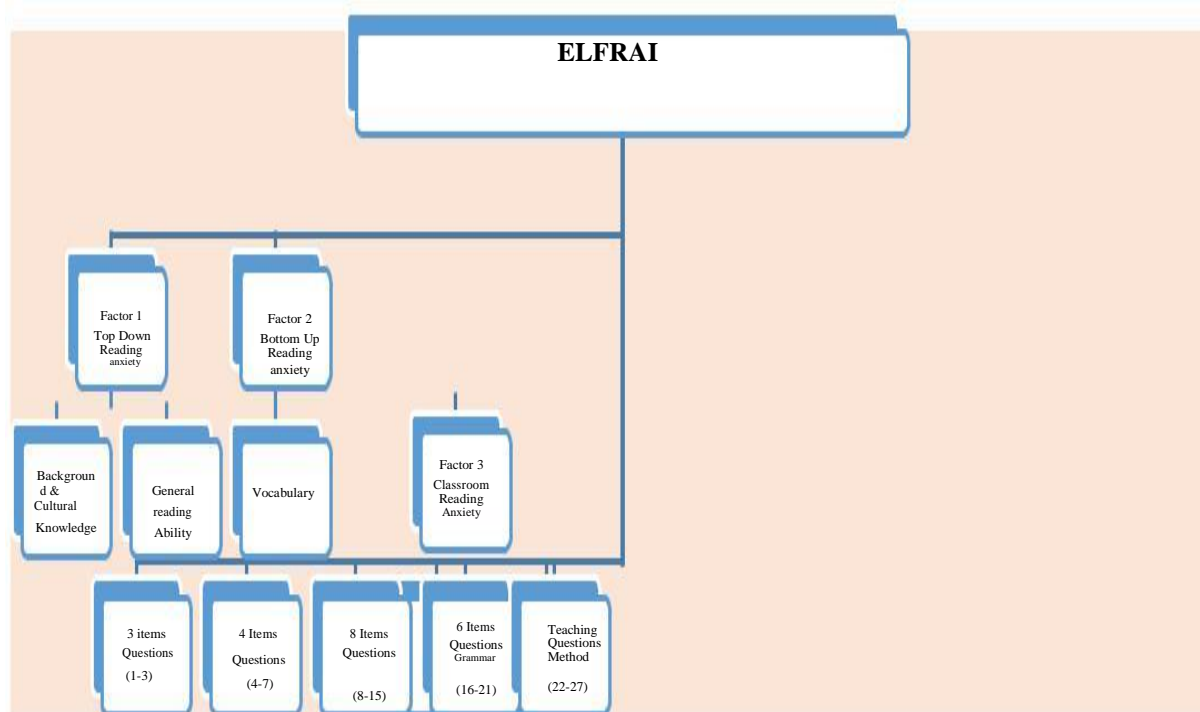 ELFRAI
Factor 1
Top Down
Reading
anxiety
Factor 2
Bottom Up
Reading
anxiety
Backgroun
d &
Cultural
Knowledge
General
reading
Ability
Vocabulary
Factor 3
Classroom
Reading
Anxiety
3 items
Questions
(1-3)
4 Items
Questions
(4-7)
8 Items
Questions
(8-15)
6 Items
Questions
Grammar
(16-21)
Teaching
Questions
Method
(22-27)